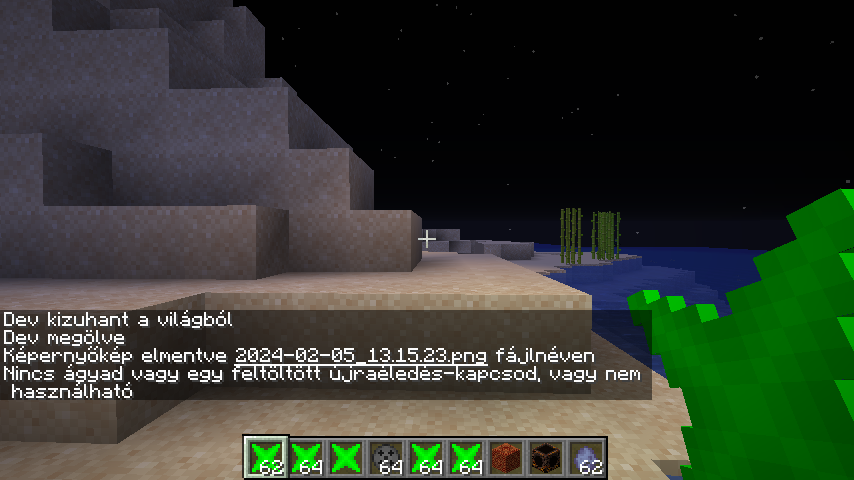 Dev kizuhant a világból
Dev megölve
Képernyőkép elmentve 2024-02-05_13.15.23.png fájlnéven
Nincs ágyad vagy egy feltöltött újraéledés-kapcsod, vagy nem
használható
62 64 64 64 64 62